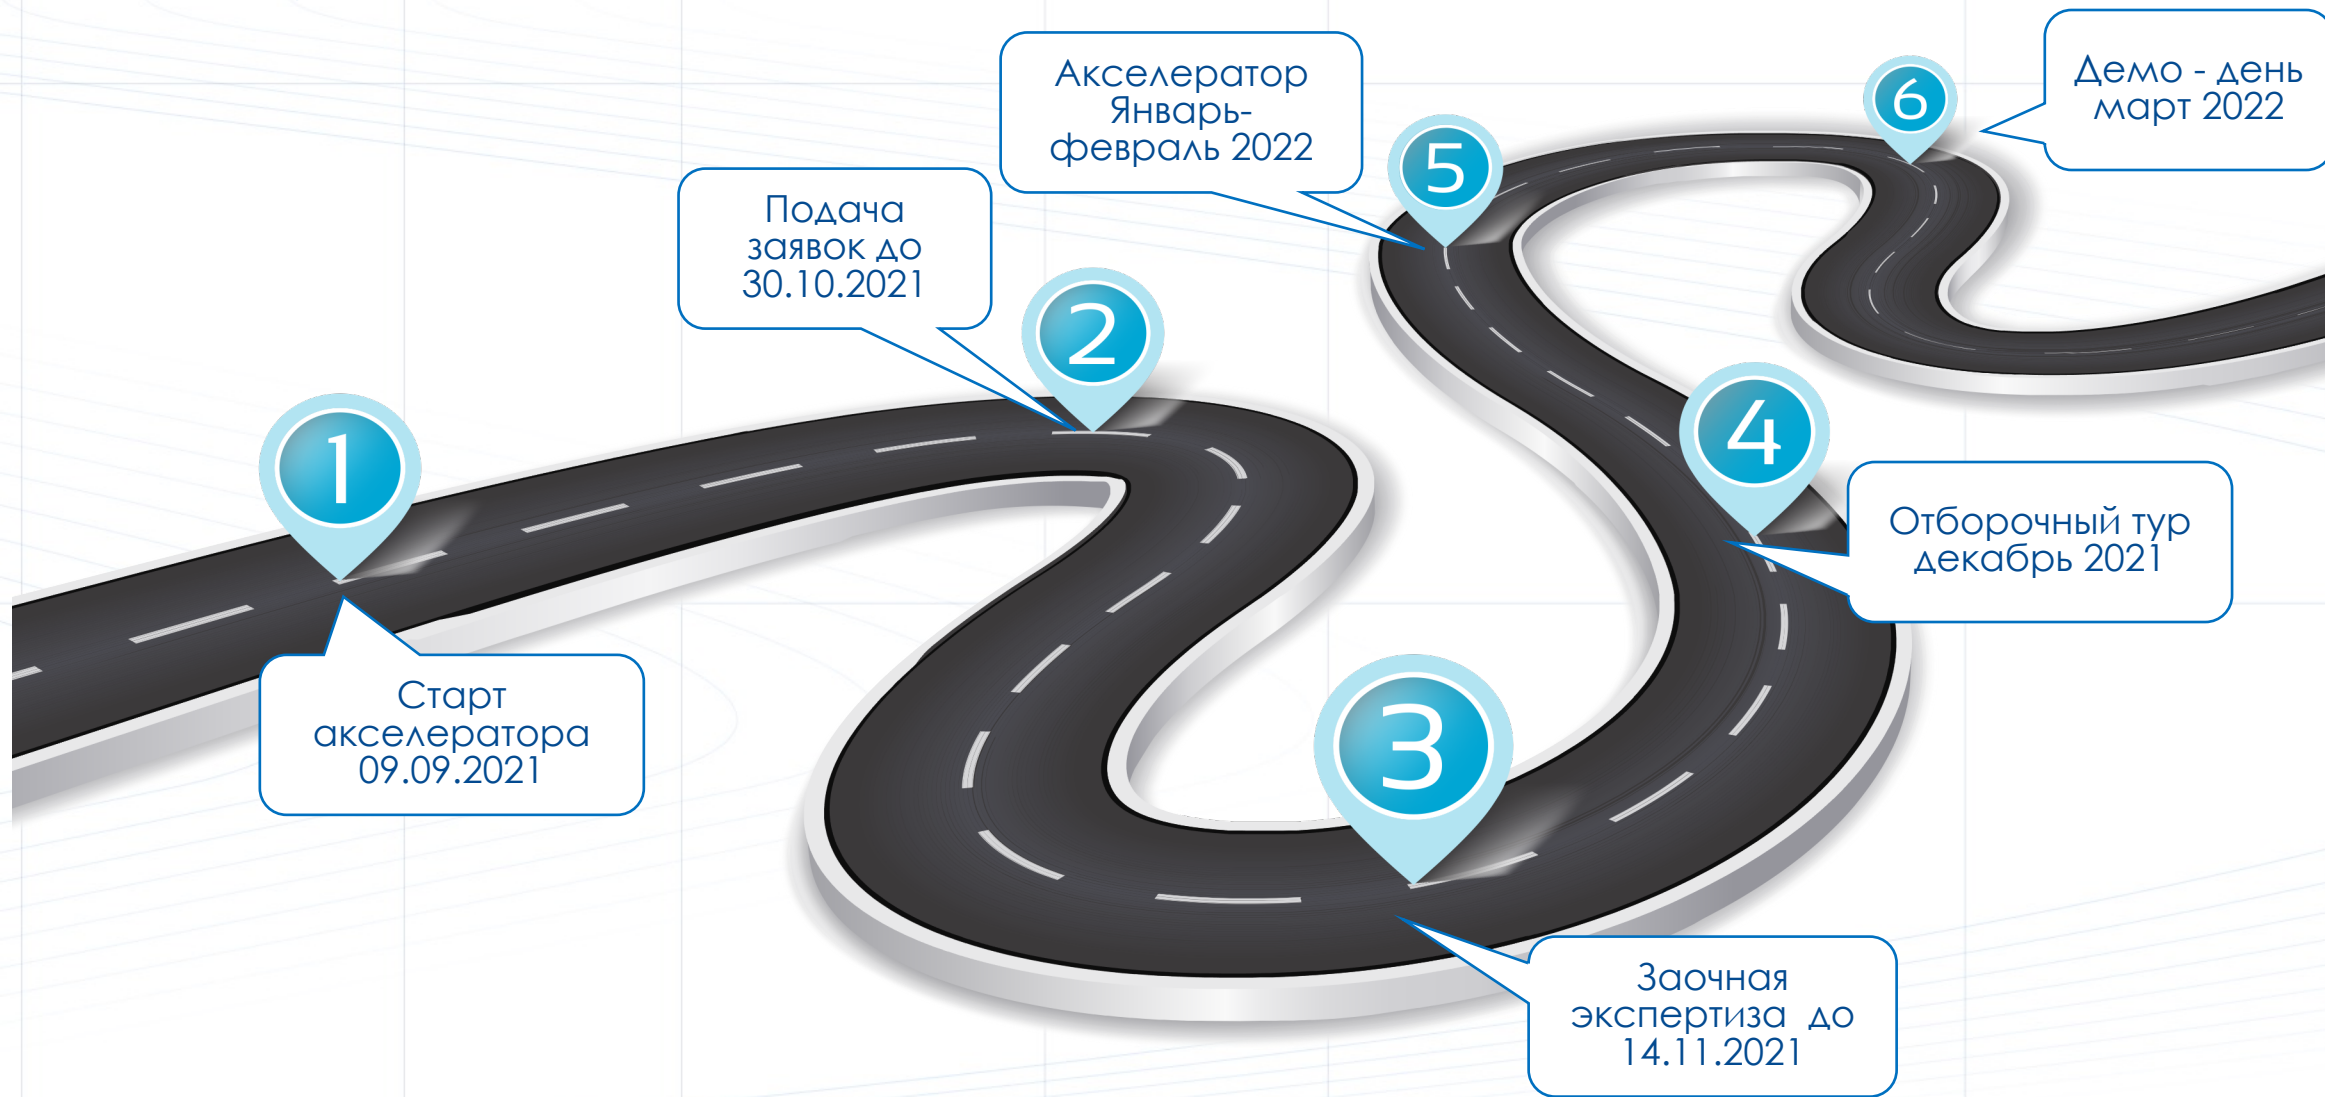 1
Старт
акселератора
09.09.2021
2
Подача
заявок до
30.10.2021
3
Заочная
экспертиза до
14.11.2021
4
Отборочный тур
декабрь 2021
5
Акселератор
Январь-
февраль 2022
6
Демо - день
март 2022